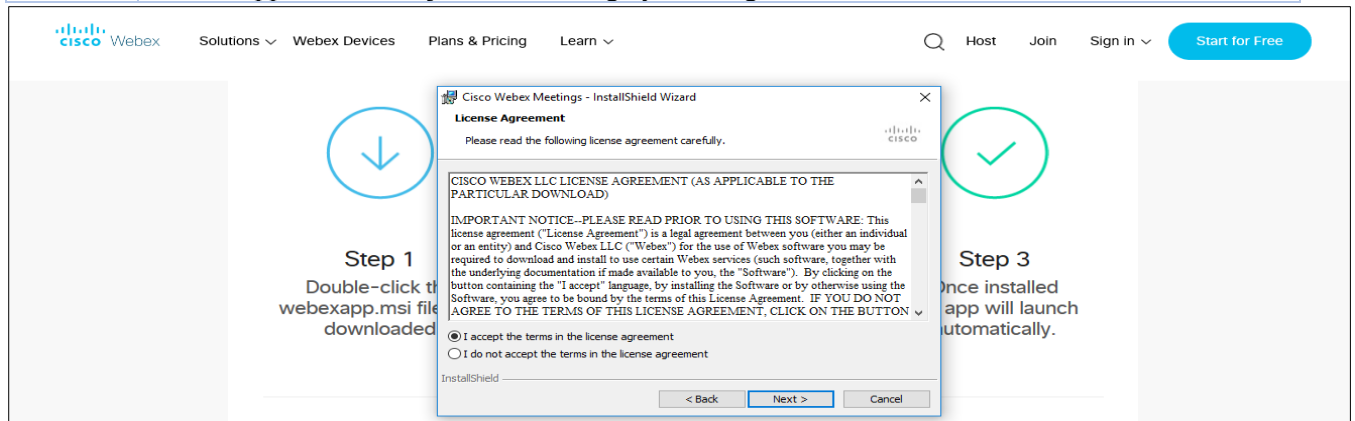 CISCO Webex Solutions Webex Devices Plans & Pricing Learn Host Join Sign in Start for Free
Cisco Webex Meetings - InstallShield Wizard
License Agreement
Please read the following license agreement carefully.
CISCO
CISCO WEBEX LLC LICENSE AGREEMENT (AS APPLICABLE TO THE
PARTICULAR DOWNLOAD)
IMPORTANT NOTICE--PLEASE READ PRIOR TO USING THIS SOFTWARE: This
license agreement ("License Agreement") is a legal agreement between you (either an individual
or an entity) and Cisco Webex LLC ("Webex") for the use of Webex software you may be
required to download and install to use certain Webex services (such software, together with
the underlying documentation if made available to you, the "Software"). By clicking on the
button containing the "I accept" language, by installing the Software or by otherwise using the
Software, you agree to be bound by the terms of this License Agreement. IF YOU DO NOT
AGREE TO THE TERMS OF THIS LICENSE AGREEMENT, CLICK ON THE BUTTON
I accept the terms in the license agreement
I do not accept the terms in the license agreement
InstallShield
< Back Next > Cancel
Step 1
Double-click
webexapp.msi
downloaded
Step 3
installed
app will launch